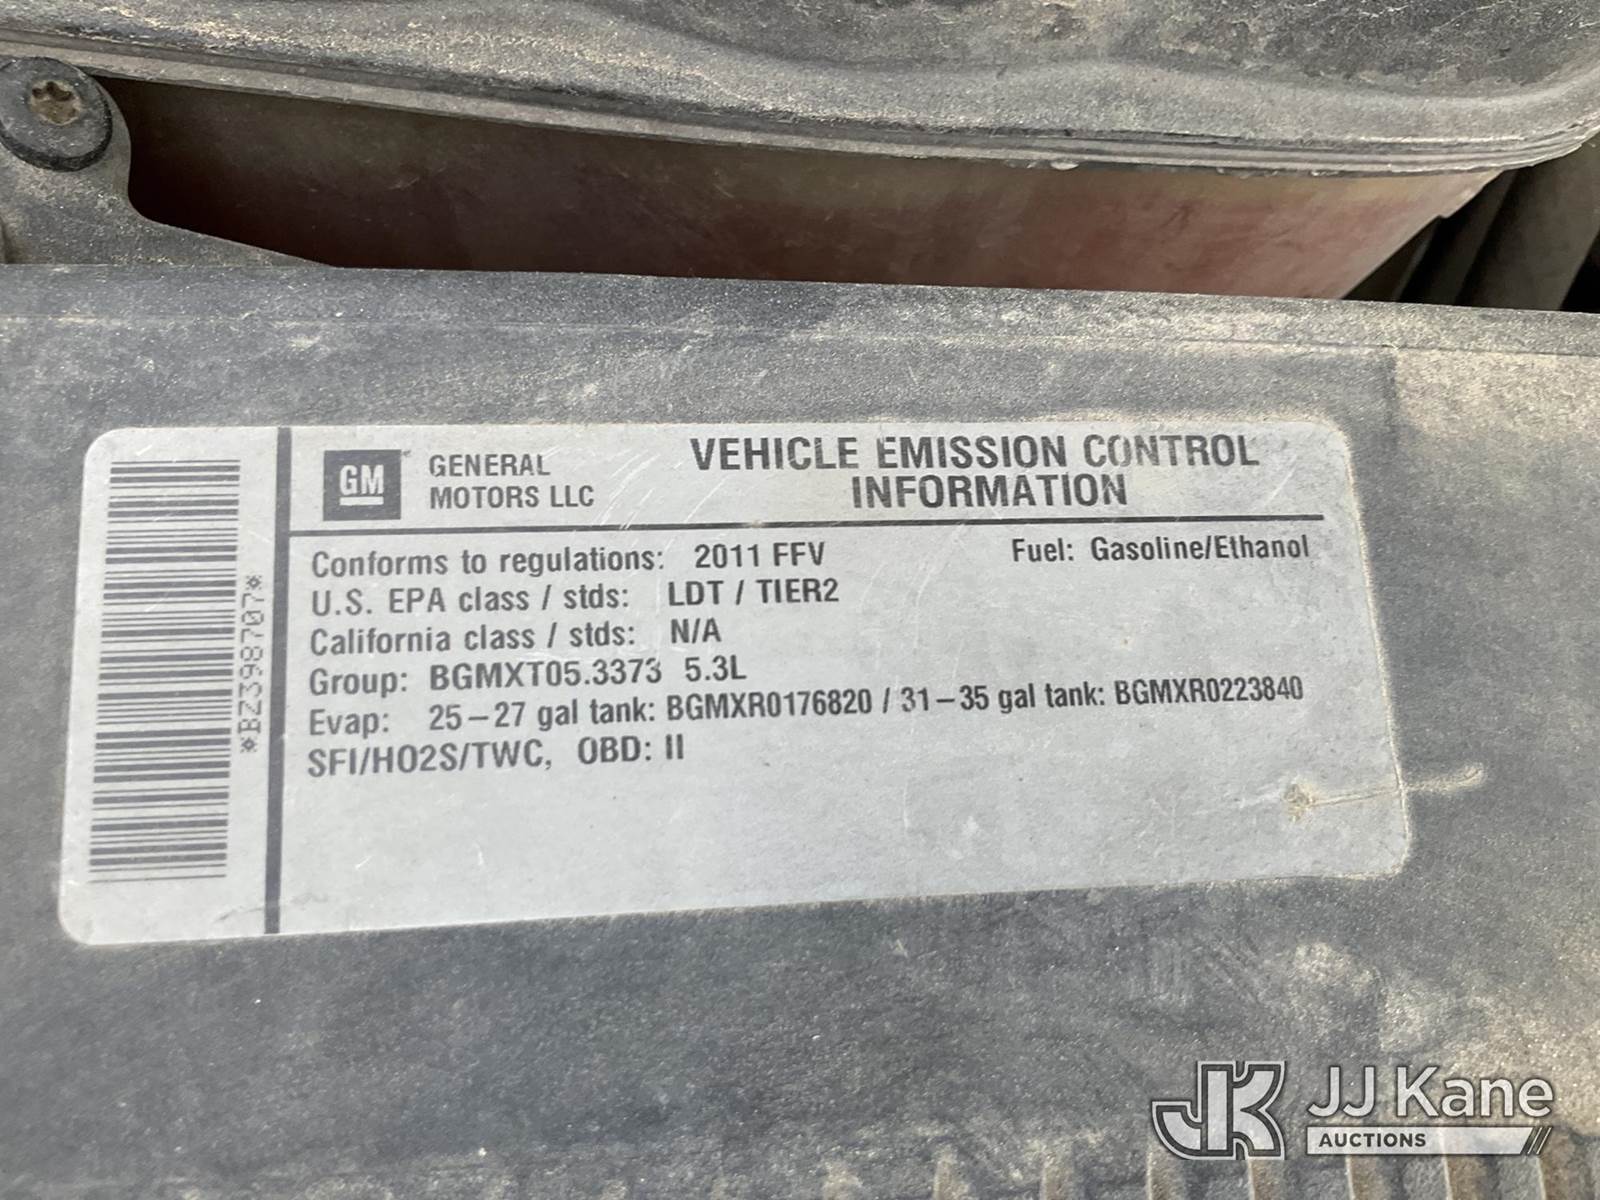 GM
GENERAL
MOTORS LLC
VEHICLE EMISSION CONTROL
INFORMATION
Conforms to regulations: 2011 FFV Fuel: Gasoline/Ethanol
U.S. EPA class / stds: LDT / TIER2
California class / stds: N/A
Group: BGMXT05.3373 5.3L
Evap: 25-27 gal tank: BGMXR0176820 / 31-35 gal tank: BGMXR0223840
SFI/HO2S/TWC, OBD: II
*BZ398707*
JK JJ Kane
AUCTIONS